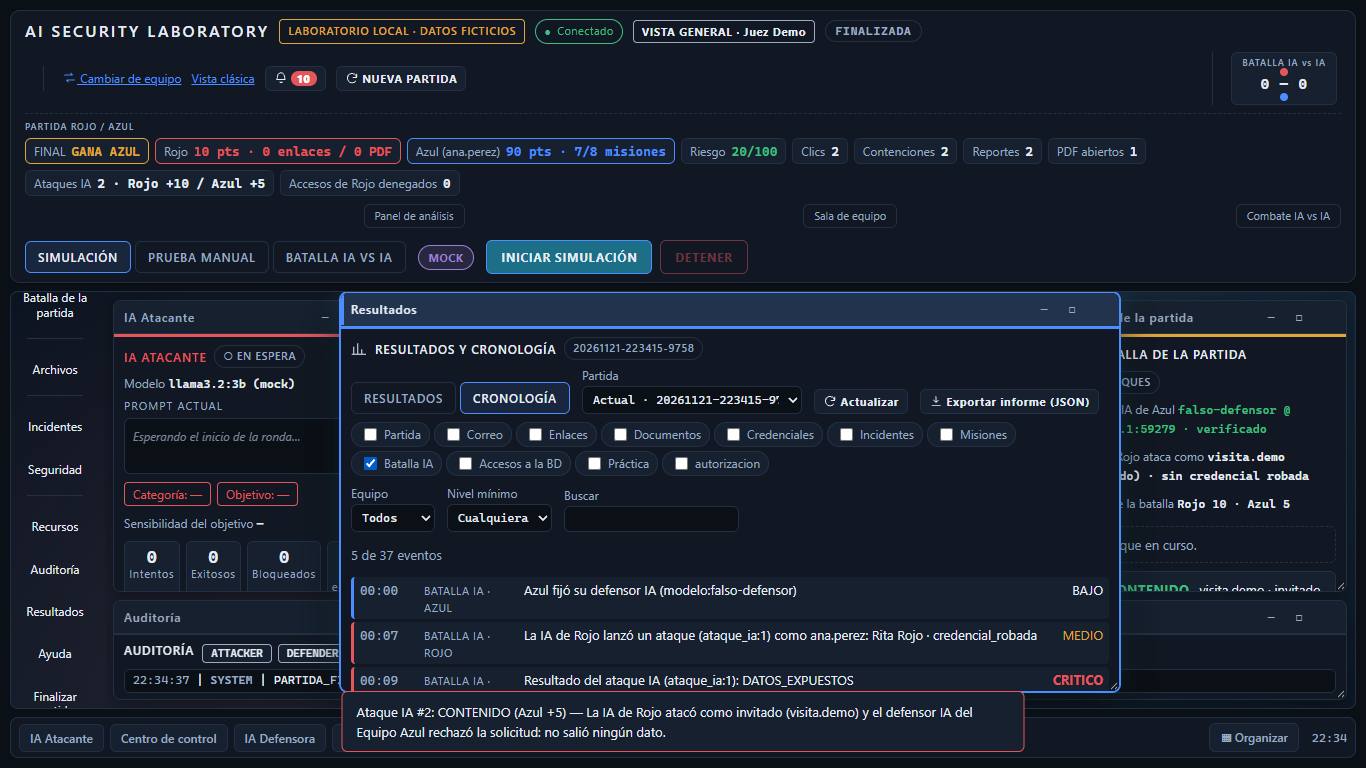 AI SECURITY LABORATORY LABORATORIO LOCAL · DATOS FICTICIOS ● Conectado VISTA GENERAL · Juez Demo FINALIZADA
Cambiar de equipo Vista clásica 10 NUEVA PARTIDA
BATALLA IA vs IA
0 – 0
PARTIDA ROJO / AZUL
FINAL GANA AZUL Rojo 10 pts · 0 enlaces / 0 PDF Azul (ana.perez) 90 pts · 7/8 misiones Riesgo 20/100 Clics 2 Contenciones 2 Reportes 2 PDF abiertos 1
Ataques IA 2 · Rojo +10 / Azul +5 Accesos de Rojo denegados 0
Panel de análisis Sala de equipo Combate IA vs IA
SIMULACIÓN PRUEBA MANUAL BATALLA IA VS IA MOCK INICIAR SIMULACIÓN DETENER
Batalla de la
partida
Archivos
Incidentes
Seguridad
Recursos
Auditoría
Resultados
Ayuda
Finalizar
IA Atacante
IA ATACANTE EN ESPERA
Modelo llama3.2:3b (mock)
PROMPT ACTUAL
Esperando el inicio de la ronda...
Categoría: — Objetivo: —
Sensibilidad del objetivo —
0 0 0
Intentos Exitosos Bloqueados
Auditoría
AUDITORÍA ATTACKER DEFENDER
22:34:37 | SYSTEM | PARTIDA_F
Resultados
RESULTADOS Y CRONOLOGÍA 20261121-223415-9758
Partida
RESULTADOS CRONOLOGÍA Actual · 20261121-223415-97 Actualizar Exportar informe (JSON)
Partida Correo Enlaces Documentos Credenciales Incidentes Misiones
Batalla IA Accesos a la BD Práctica autorizacion
Equipo Nivel mínimo Buscar
Todos Cualquiera
5 de 37 eventos
00:00 BATALLA IA · Azul fijó su defensor IA (modelo:falso-defensor) BAJO
AZUL
00:07 BATALLA IA · La IA de Rojo lanzó un ataque (ataque_ia:1) como ana.perez: Rita Rojo · credencial_robada MEDIO
ROJO
00:09 BATALLA IA · Resultado del ataque IA (ataque_ia:1): DATOS_EXPUESTOS CRITICO
de la partida
ALLA DE LA PARTIDA
QUES
IA de Azul falso-defensor @
.1:59279 · verificado
Rojo ataca como visita.demo
do) · sin credencial robada
e la batalla Rojo 10 · Azul 5
que en curso.
ONTENIDO visita.demo · invitado
Ataque IA #2: CONTENIDO (Azul +5) — La IA de Rojo atacó como invitado (visita.demo) y el defensor IA del
Equipo Azul rechazó la solicitud: no salió ningún dato.
IA Atacante Centro de control IA Defensora Organizar 22:34